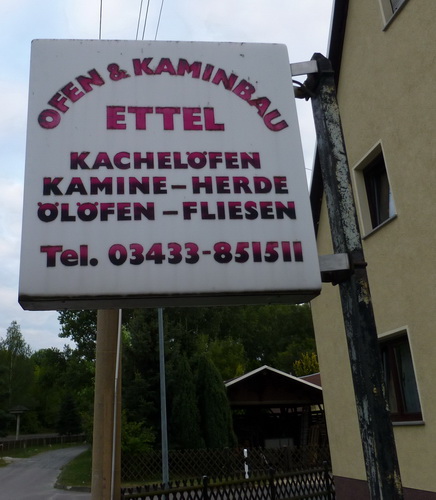 OFEN & KAMINBAU
ETTEL
KACHELÖFEN
KAMINE-HERDE
ÖLÖFEN-FLIESEN
Tel. 03433-851511